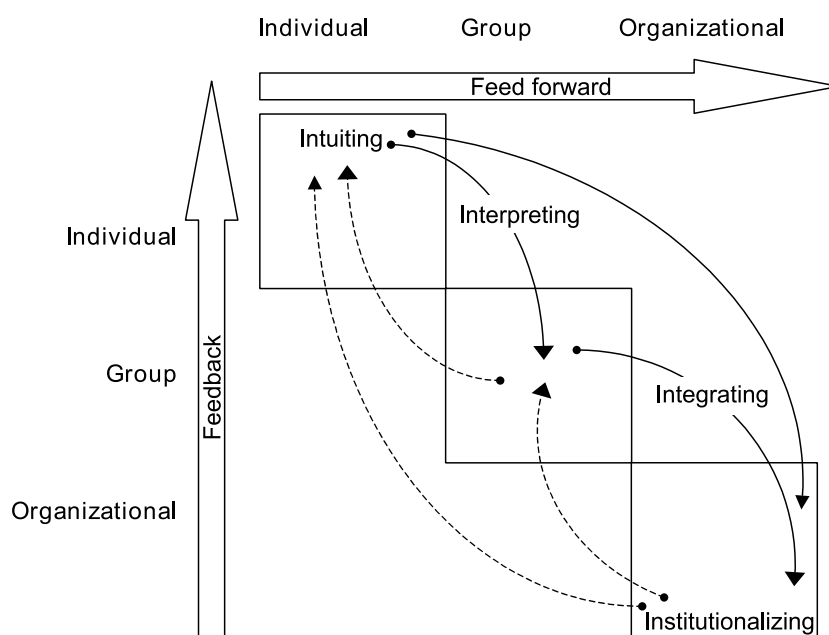 Individual Group Organizational
Feed forward
Intuiting
Interpreting
Individual
Feedback
Group
Integrating
Organizational
Institutionalizing